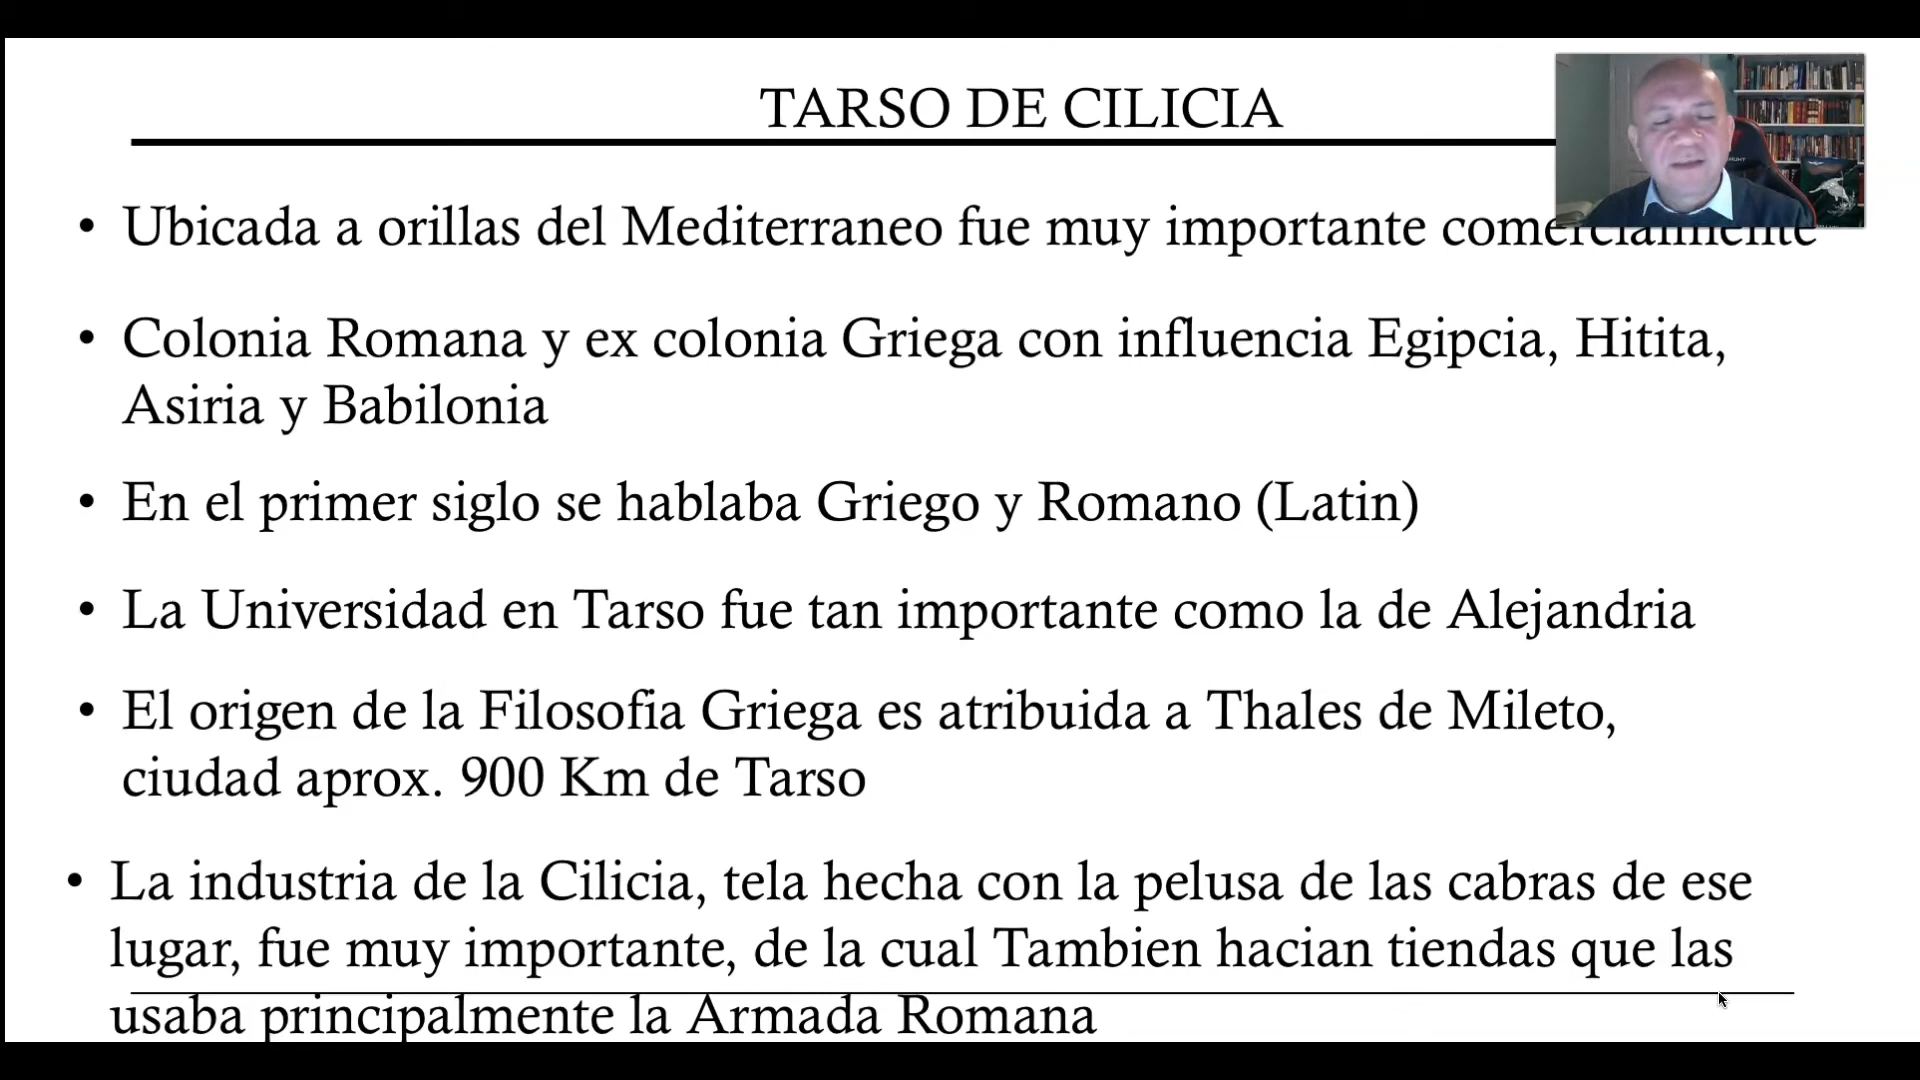 TARSO DE CILICIA
• Ubicada a orillas del Mediterraneo fue muy importante comercialmente
• Colonia Romana y ex colonia Griega con influencia Egipcia, Hitita,
Asiria y Babilonia
• En el primer siglo se hablaba Griego y Romano (Latin)
• La Universidad en Tarso fue tan importante como la de Alejandria
• El origen de la Filosofia Griega es atribuida a Thales de Mileto,
ciudad aprox. 900 Km de Tarso
• La industria de la Cilicia, tela hecha con la pelusa de las cabras de ese
lugar, fue muy importante, de la cual Tambien hacian tiendas que las
usaba principalmente la Armada Romana